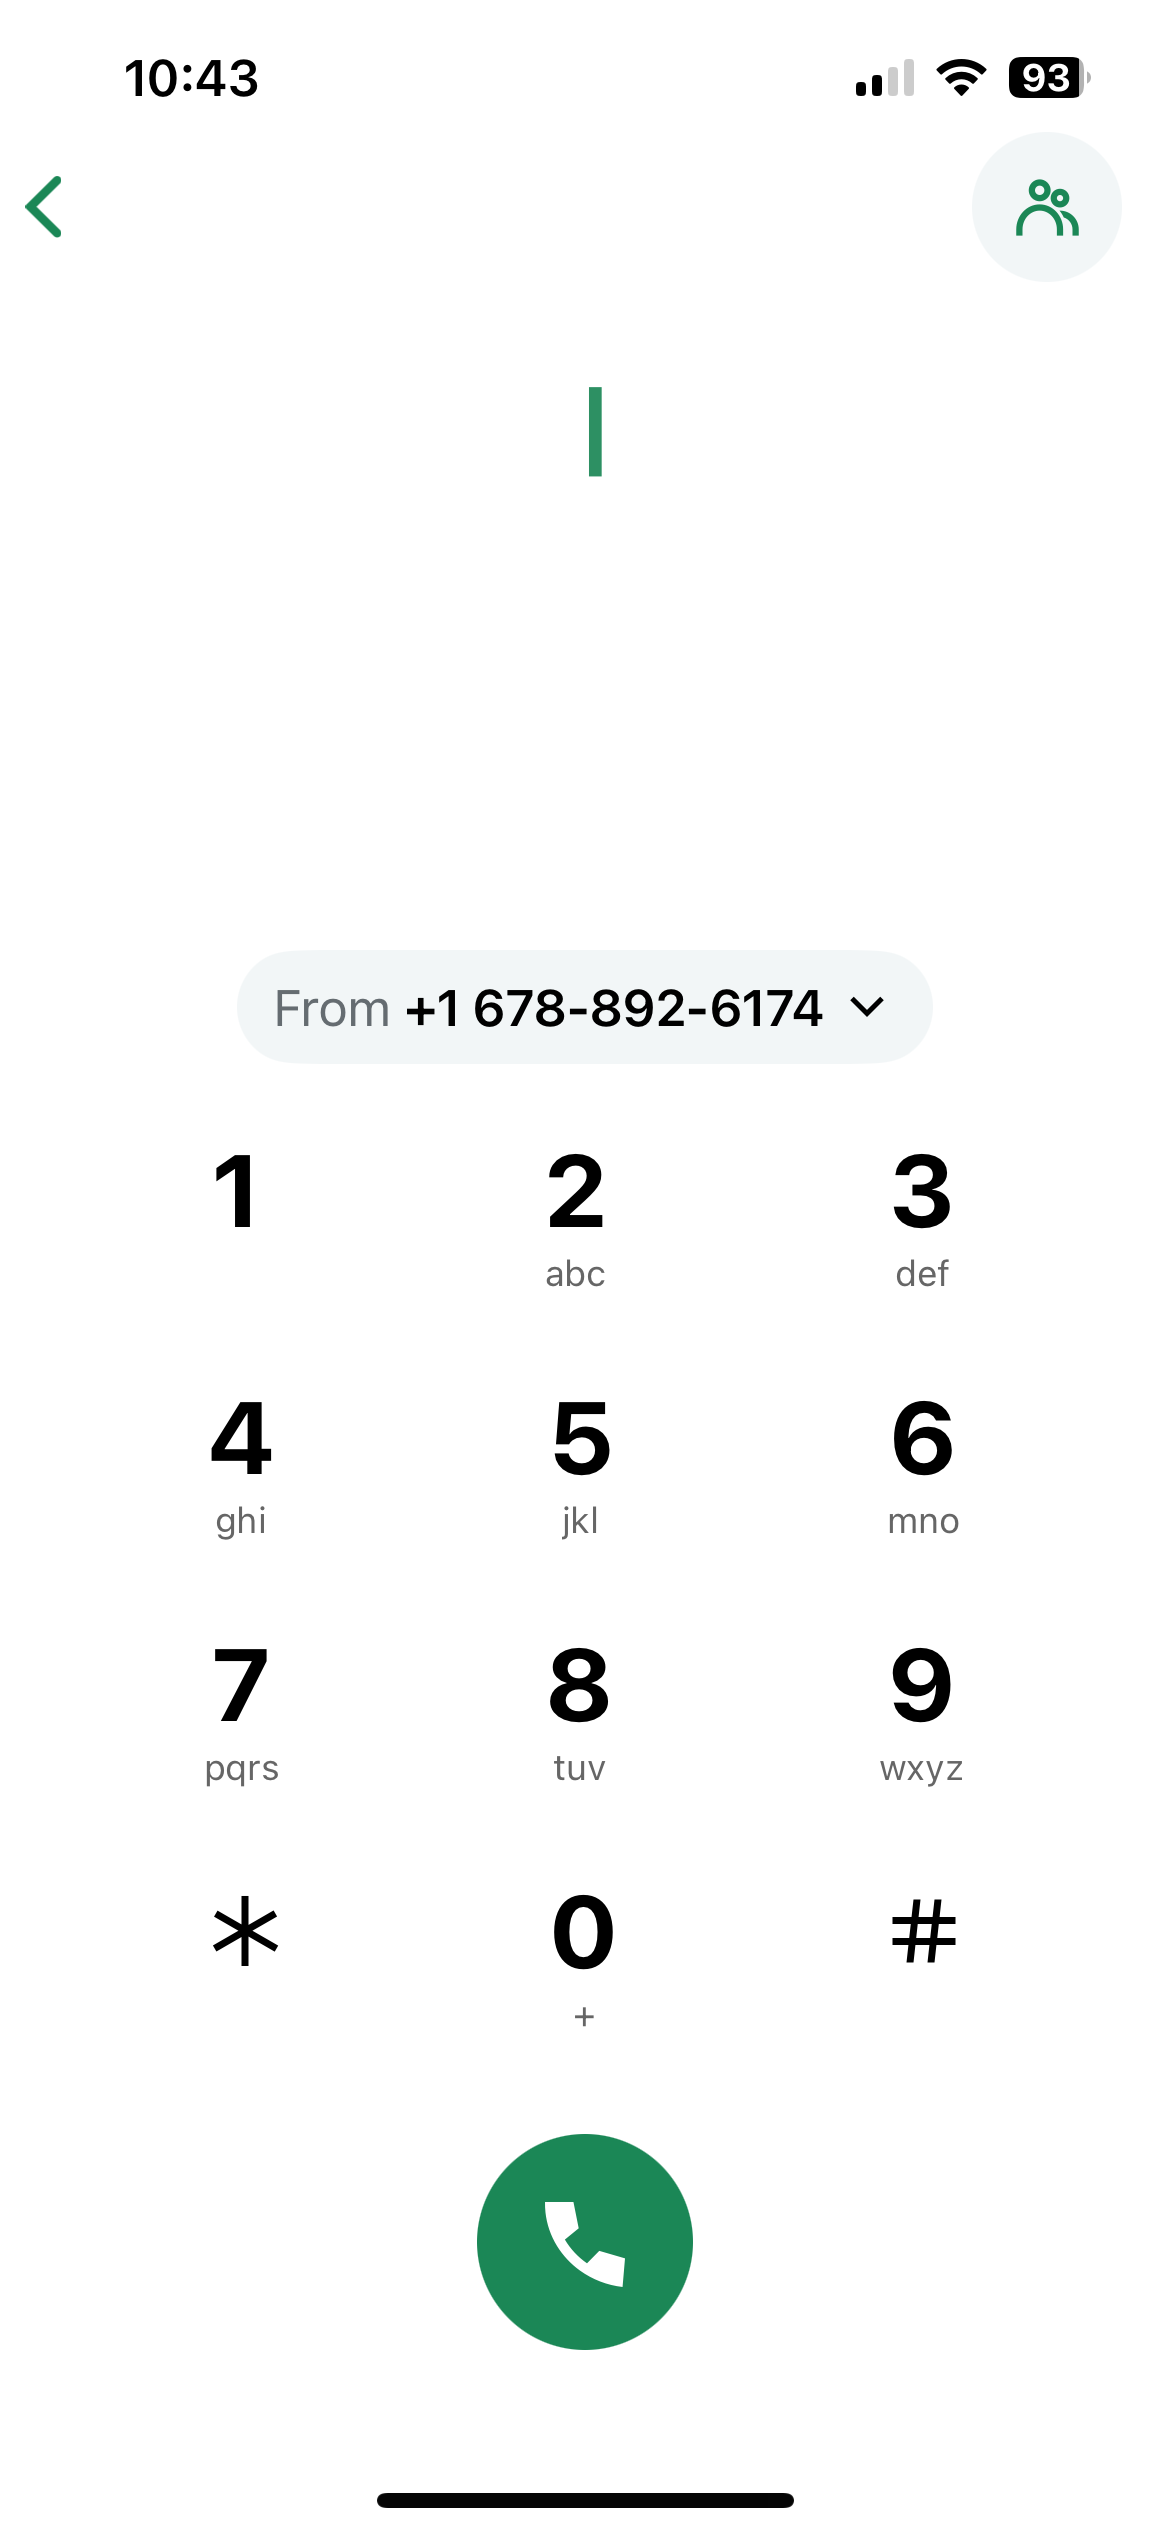 10:43 93
From +1 678-892-6174
1 2 3
abc def
4 5 6
ghi jkl mno
7 8 9
pqrs tuv wxyz
* 0 #
+